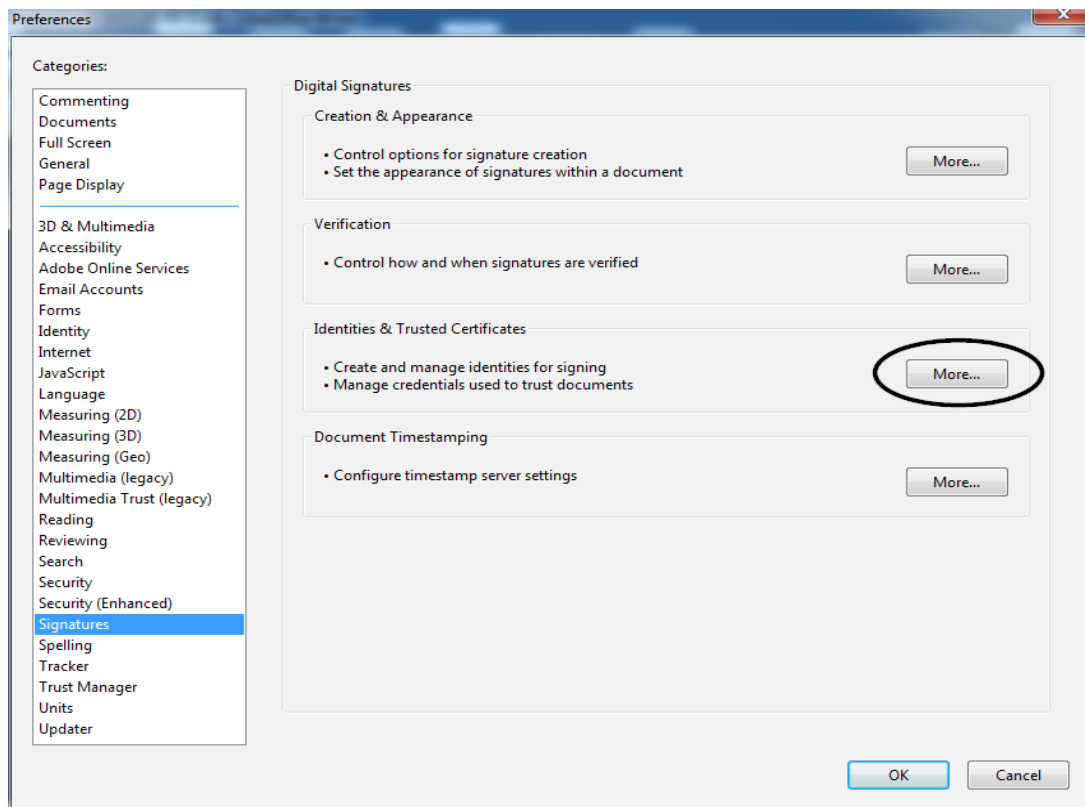 Preferences
Categories:
Commenting
Documents
Full Screen
General
Page Display
3D & Multimedia
Accessibility
Adobe Online Services
Email Accounts
Forms
Identity
Internet
JavaScript
Language
Measuring (2D)
Measuring (3D)
Measuring (Geo)
Multimedia (legacy)
Multimedia Trust (legacy)
Reading
Reviewing
Search
Security
Security (Enhanced)
Signatures
Spelling
Tracker
Trust Manager
Units
Updater
Digital Signatures
Creation & Appearance
• Control options for signature creation
• Set the appearance of signatures within a document
More...
Verification
• Control how and when signatures are verified
More...
Identities & Trusted Certificates
• Create and manage identities for signing
• Manage credentials used to trust documents
More...
Document Timestamping
• Configure timestamp server settings
More...
OK
Cancel